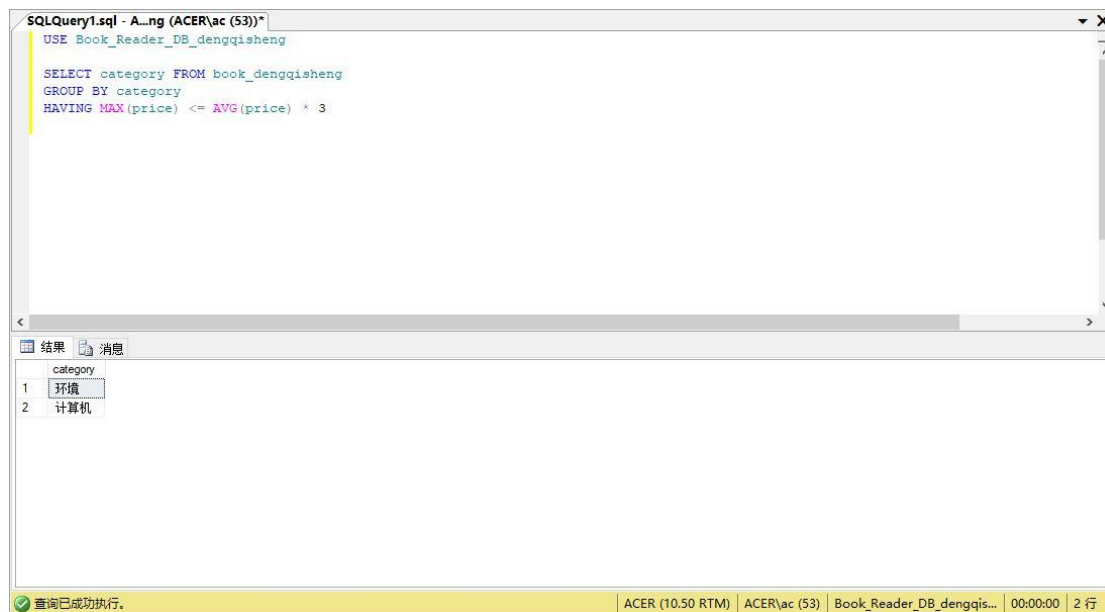 SQLQuery1.sql - A...ng (ACER\ac (53))*
USE Book_Reader_DB_dengqisheng
SELECT category FROM book_dengqisheng
GROUP BY category
HAVING MAX(price) <= AVG(price) * 3
结果 消息
category
1 环境
2 计算机
查询已成功执行。 ACER (10.50 RTM) ACER\ac (53) Book_Reader_DB_dengqis... 00:00:00 2 行